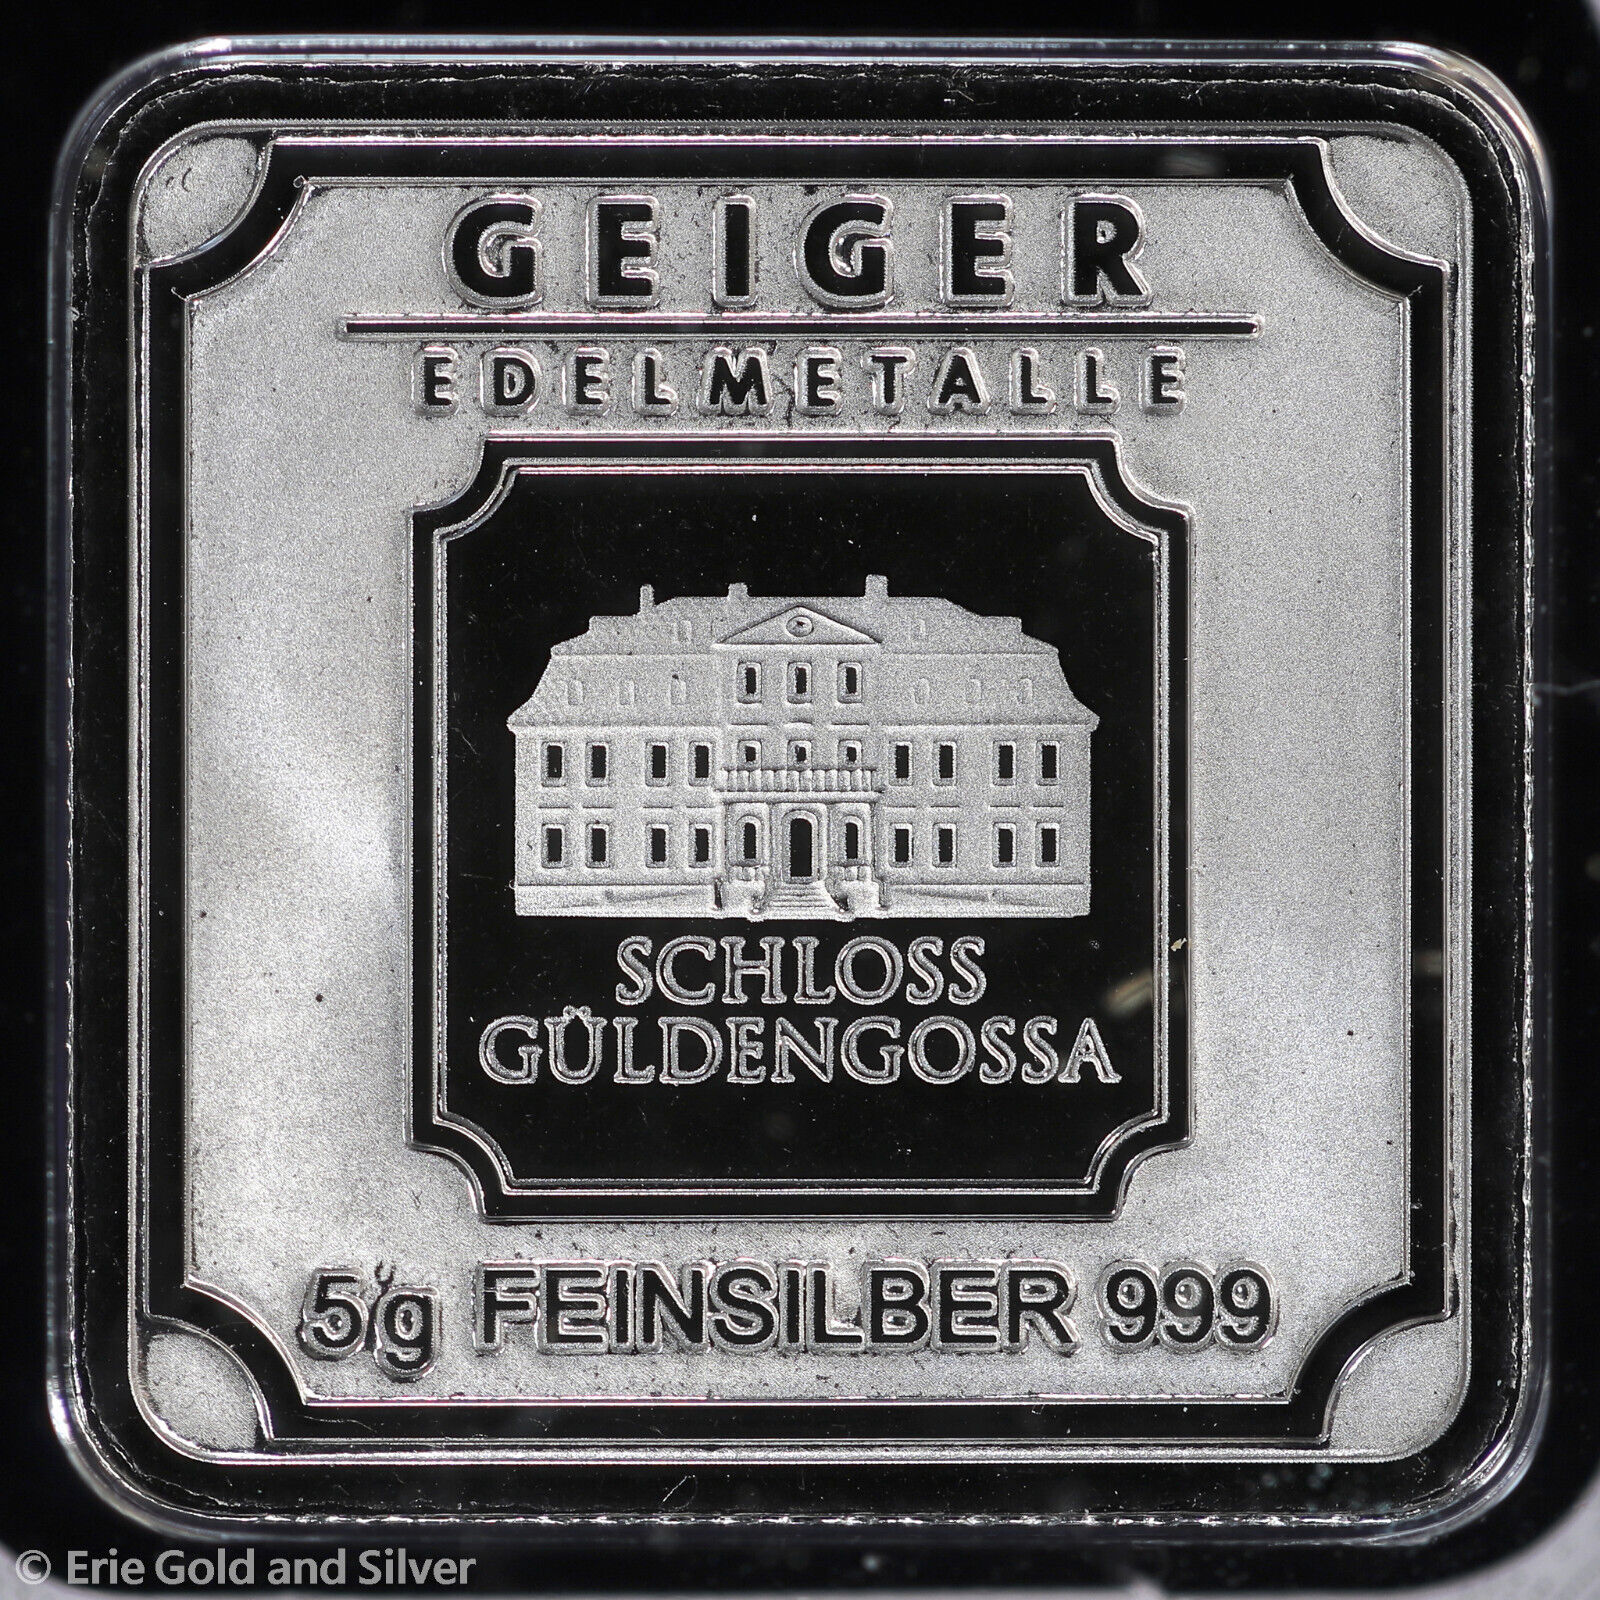 GEIGER
EDELMETALLE
SCHLOSS
GÜLDENGOSSA
5g FEINSILBER 999
© Erie Gold and Silver